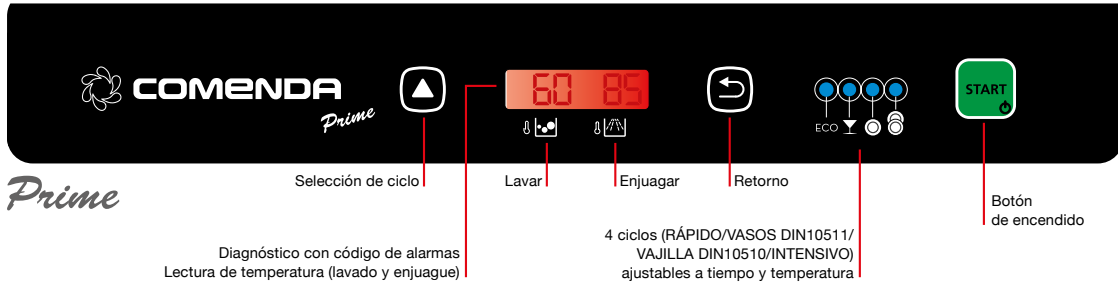 COMENDA
Prime
60 85
START
ECO
Prime
Selección de ciclo
Lavar
Enjuagar
Retorno
Botón
de encendido
Diagnóstico con código de alarmas
Lectura de temperatura (lavado y enjuague)
4 ciclos (RÁPIDO/VASOS DIN10511/
VAJILLA DIN10510/INTENSIVO)
ajustables a tiempo y temperatura